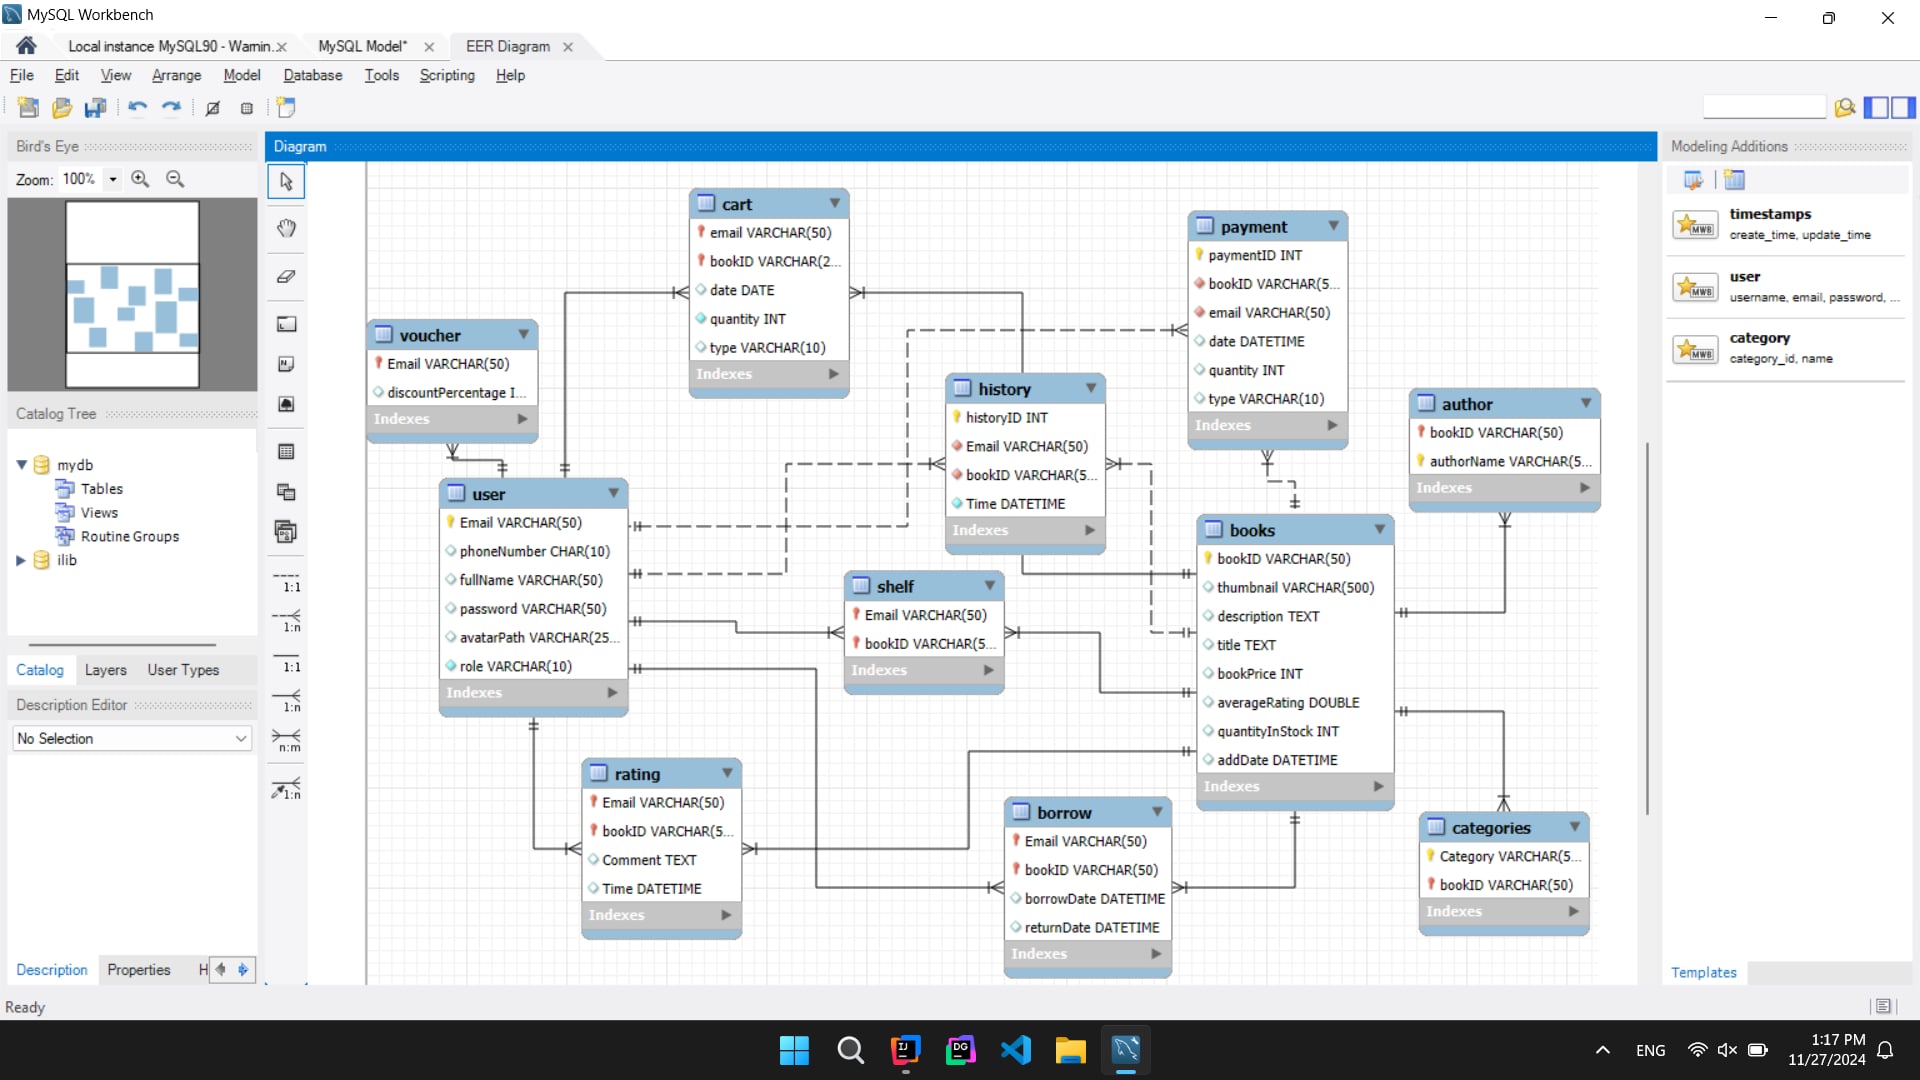 MySQL Workbench
Local instance MySQL90 - Warnin...
MySQL Model*
EER Diagram
File Edit View Arrange Model Database Tools Scripting Help
Bird's Eye
Zoom: 100%
Catalog Tree
mydb
Tables
Views
Routine Groups
ilib
Catalog Layers User Types
Description Editor
No Selection
Description Properties H
Ready
Diagram
1:1
1:n
1:1
1:n
n:m
1:n
cart
email VARCHAR(50)
bookID VARCHAR(2...
date DATE
quantity INT
type VARCHAR(10)
Indexes
payment
paymentID INT
bookID VARCHAR(5...
email VARCHAR(50)
date DATETIME
quantity INT
type VARCHAR(10)
Indexes
voucher
Email VARCHAR(50)
discountPercentage I...
Indexes
history
historyID INT
Email VARCHAR(50)
bookID VARCHAR(5...
Time DATETIME
Indexes
author
bookID VARCHAR(50)
authorName VARCHAR(5...
Indexes
user
Email VARCHAR(50)
phoneNumber CHAR(10)
fullName VARCHAR(50)
password VARCHAR(50)
avatarPath VARCHAR(25...
role VARCHAR(10)
Indexes
shelf
Email VARCHAR(50)
bookID VARCHAR(5...
Indexes
books
bookID VARCHAR(50)
thumbnail VARCHAR(500)
description TEXT
title TEXT
bookPrice INT
averageRating DOUBLE
quantityInStock INT
addDate DATETIME
Indexes
rating
Email VARCHAR(50)
bookID VARCHAR(5...
Comment TEXT
Time DATETIME
Indexes
borrow
Email VARCHAR(50)
bookID VARCHAR(50)
borrowDate DATETIME
returnDate DATETIME
Indexes
categories
Category VARCHAR(5...
bookID VARCHAR(50)
Indexes
Modeling Additions
MWB
timestamps
create_time, update_time
MWB
user
username, email, password, ...
MWB
category
category_id, name
Templates
IJ
DG
ENG
1:17 PM
11/27/2024